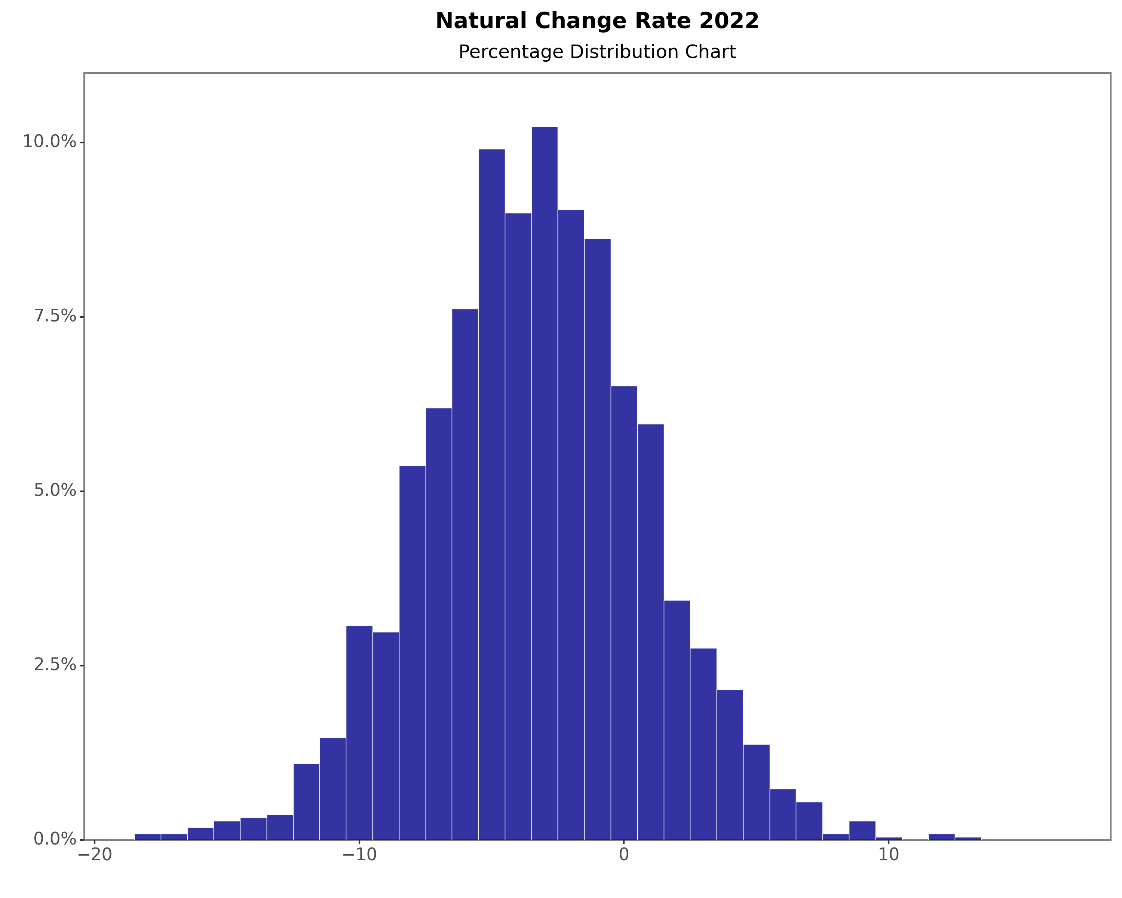 Natural Change Rate 2022
Percentage Distribution Chart
10.0%
7.5%
5.0%
2.5%
0.0%
−20 −10 0 10